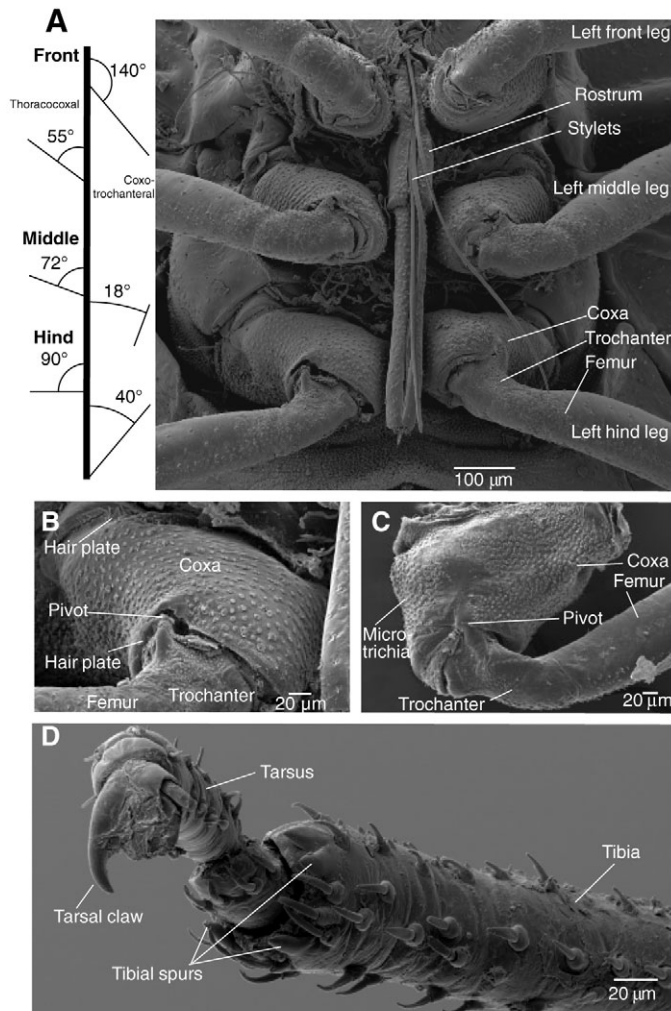 A
Front
140°
Thoracocoxal
55°
Coxo-
trochanteral
Middle
72°
18°
Hind
90°
40°
Left front leg
Rostrum
Stylets
Left middle leg
Coxa
Trochanter
Femur
Left hind leg
100 µm
B
Hair plate
Coxa
Pivot
Hair plate
Femur
Trochanter
20 µm
C
Coxa
Femur
Micro
trichia
Pivot
Trochanter
20 µm
D
Tarsus
Tibia
Tarsal claw
Tibial spurs
20 µm